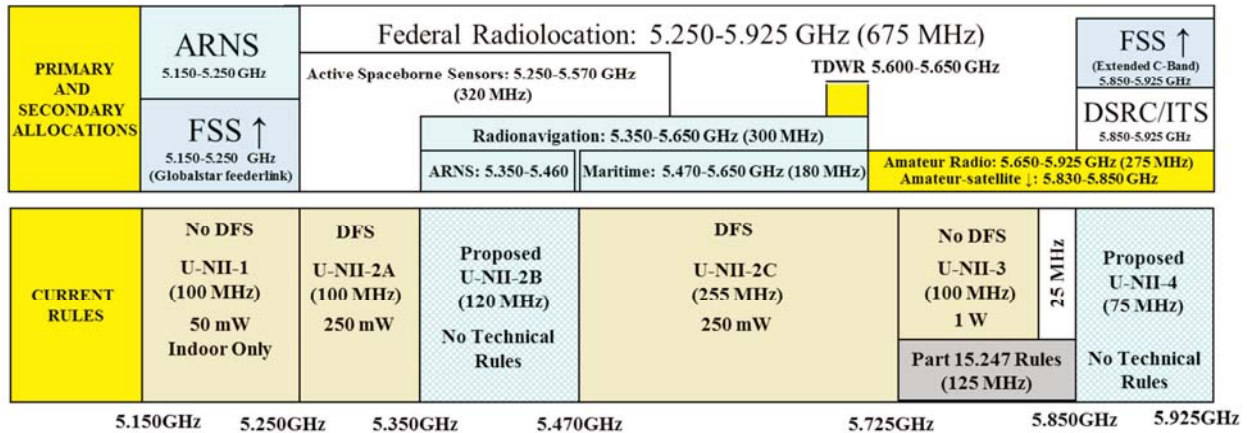 PRIMARY
AND
SECONDARY
ALLOCATIONS
ARNS
5.150-5.250 GHz
FSS ↑
5.150-5.250 GHz
(Globalstar feederlink)
Federal Radiolocation: 5.250-5.925 GHz (675 MHz)
Active Spaceborne Sensors: 5.250-5.570 GHz
(320 MHz)
TDWR 5.600-5.650 GHz
Radionavigation: 5.350-5.650 GHz (300 MHz)
ARNS: 5.350-5.460
Maritime: 5.470-5.650 GHz (180 MHz)
FSS ↑
(Extended C-Band)
5.850-5.925 GHz
DSRC/ITS
5.850-5.925 GHz
Amateur Radio: 5.650-5.925 GHz (275 MHz)
Amateur-satellite ↓: 5.830-5.850 GHz
CURRENT
RULES
No DFS
U-NII-1
(100 MHz)
50 mW
Indoor Only
DFS
U-NII-2A
(100 MHz)
250 mW
Proposed
U-NII-2B
(120 MHz)
No Technical
Rules
DFS
U-NII-2C
(255 MHz)
250 mW
No DFS
U-NII-3
(100 MHz)
1 W
25 MHz
Part 15.247 Rules
(125 MHz)
Proposed
U-NII-4
(75 MHz)
No Technical
Rules
5.150GHz
5.250GHz
5.350GHz
5.470GHz
5.725GHz
5.850GHz
5.925GHz